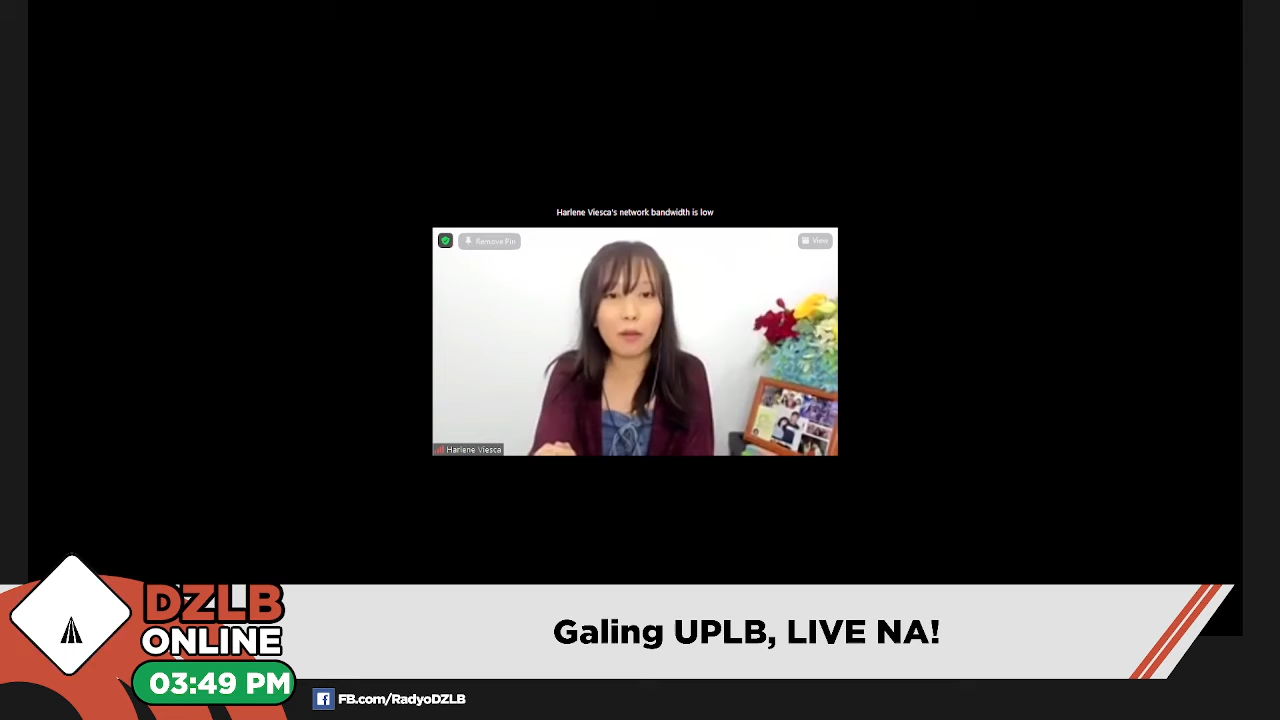 Harlene Viesca's network bandwidth is low
Remove Pin
View
Harlene Viesca
DZLB
ONLINE
Galing UPLB, LIVE NA!
03:49 PM
FB.com/RadyoDZLB